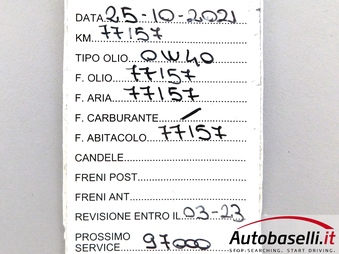 DATA 25-10-2021
KM. 77157
TIPO OLIO 0W40
F. OLIO 77157
F. ARIA 77157
F. CARBURANTE /
F. ABITACOLO 77157
CANDELE
FRENI POST.
FRENI ANT.
REVISIONE ENTRO IL 03-23
PROSSIMO
SERVICE 97000
Autobaselli.it
STOP-SEARCHING. START DRIVING.